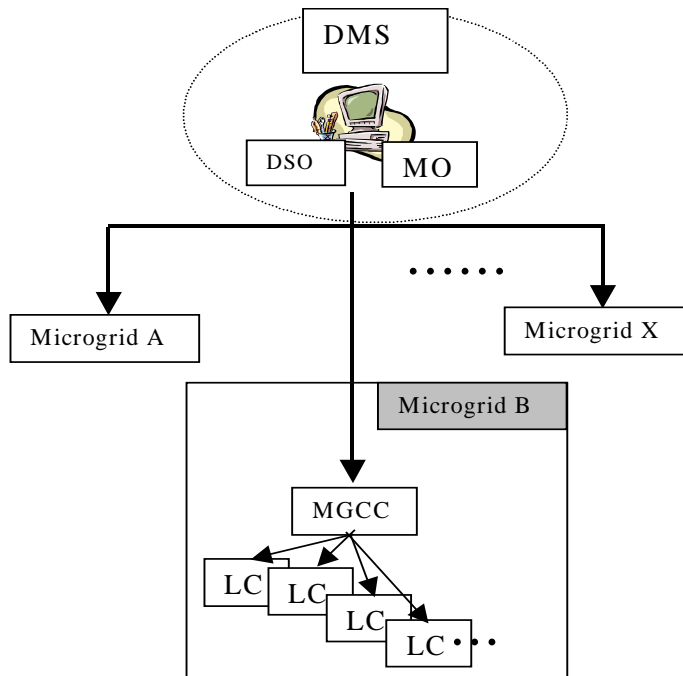 DMS
DSO
MO
......
Microgrid A
Microgrid X
Microgrid B
MGCC
LC
LC
LC
LC...